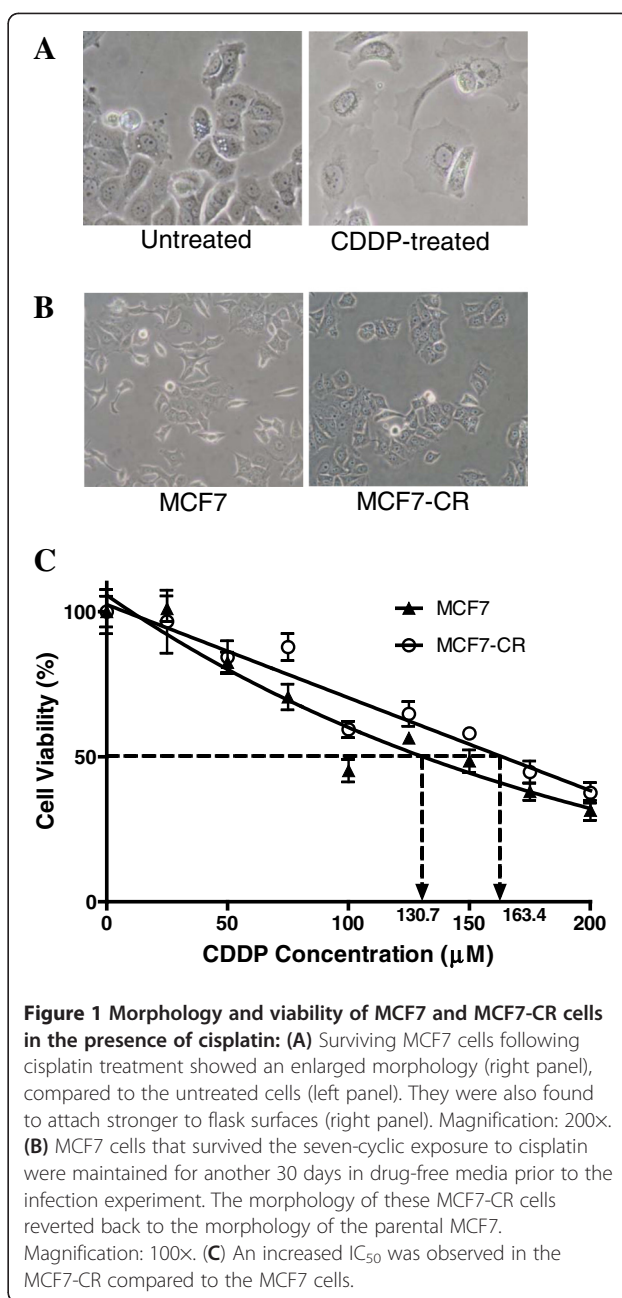 A
Untreated
CDDP-treated
B
MCF7
MCF7-CR
C
MCF7
MCF7-CR
Cell Viability (%)
100
50
0
0
50
100
130.7
150
163.4
200
CDDP Concentration (μM)
Figure 1 Morphology and viability of MCF7 and MCF7-CR cells
in the presence of cisplatin: (A) Surviving MCF7 cells following
cisplatin treatment showed an enlarged morphology (right panel),
compared to the untreated cells (left panel). They were also found
to attach stronger to flask surfaces (right panel). Magnification: 200×.
(B) MCF7 cells that survived the seven-cyclic exposure to cisplatin
were maintained for another 30 days in drug-free media prior to the
infection experiment. The morphology of these MCF7-CR cells
reverted back to the morphology of the parental MCF7.
Magnification: 100×. (C) An increased IC50 was observed in the
MCF7-CR compared to the MCF7 cells.